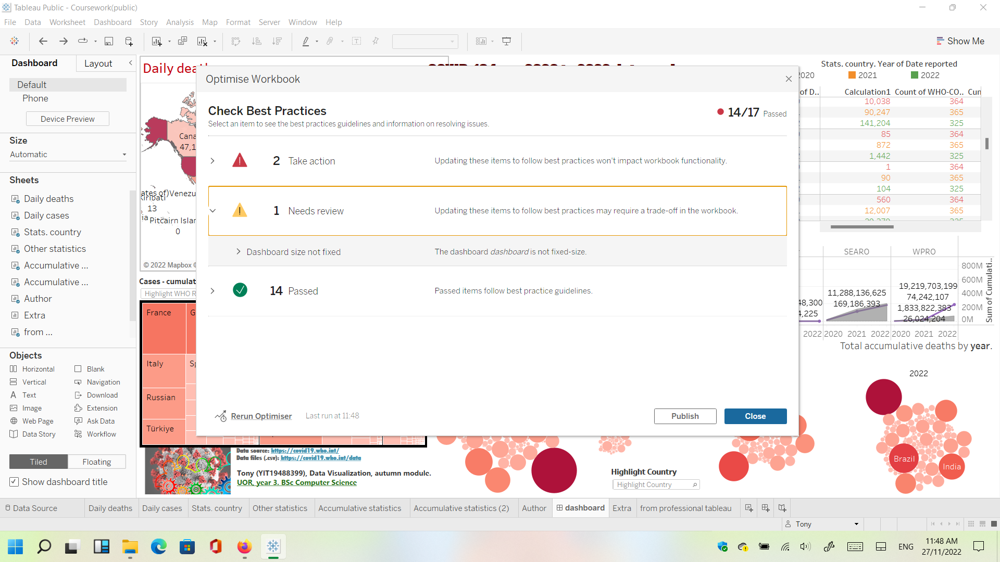 Tableau Public - Coursework(public)
File Data Worksheet Dashboard Story Analysis Map Format Server Window Help
Show Me
Dashboard Layout
Default
Phone
Device Preview
Size
Automatic
Sheets
Daily deaths
Daily cases
Stats. country
Other statistics
Accumulative ...
Accumulative ...
Author
Extra
from ...
Objects
Horizontal Blank
Vertical Navigation
Text Download
Image Extension
Web Page Ask Data
Data Story Workflow
Tiled Floating
Show dashboard title
Daily
Cana
47,1
ates of) Venezu
Kiribati
13
ia
Pitcairn Islan
0
© 2022 Mapbox ©
Cases - cumulat
Highlight WHO R
France G
Italy Sp
Russian
Türkiye
Optimise Workbook
Check Best Practices
14/17 Passed
Select an item to see the best practices guidelines and information on resolving issues.
2 Take action Updating these items to follow best practices won't impact workbook functionality.
1 Needs review Updating these items to follow best practices may require a trade-off in the workbook.
Dashboard size not fixed The dashboard dashboard is not fixed-size.
14 Passed Passed items follow best practice guidelines.
Rerun Optimiser Last run at 11:48
Publish Close
Stats. country. Year of Date reported
2020 2021 2022
of D.. Calculation1 Count of WHO-CO.. Cun
10,038 364
90,247 365
141,204 325
85 364
872 365
1,442 325
1 364
90 365
104 325
560 364
12,007 365
SEARO WPRO
800M
600M
400M
200M
0M
Sum of Cumulati..
11,288,136,625
169,186,393
19,219,703,199
74,242,107
1,833,822,383
26,024,204
48,300
4,225
2022 2020 2021 2022 2020 2021 2022
Total accumulative deaths by year.
2022
Brazil
India
Data source: https://covid19.who.int/
Data files (.csv): https://covid19.who.int/data
Tony (YIT19488399), Data Visualization, autumn module.
UOR, year 3. BSc Computer Science
Highlight Country
Highlight Country
Data Source Daily deaths Daily cases Stats. country Other statistics Accumulative statistics Accumulative statistics (2) Author dashboard Extra from professional tableau
Tony
ENG
11:48 AM
27/11/2022